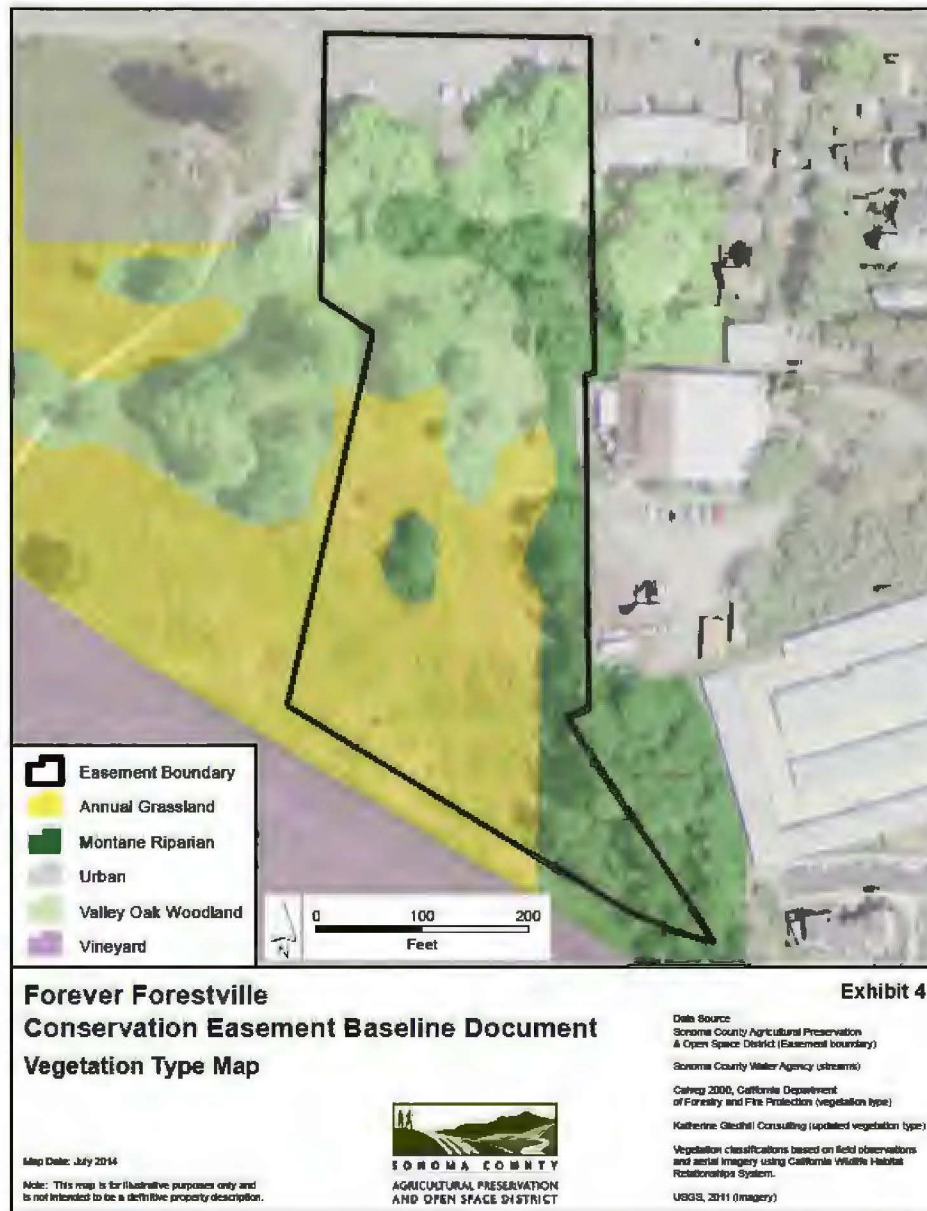 Easement Boundary
Annual Grassland
Montane Riparian
Urban
Valley Oak Woodland
Vineyard
0 100 200
Feet
Forever Forestville
Conservation Easement Baseline Document
Vegetation Type Map
Map Date: July 2014
Note: This map is for illustrative purposes only and
is not intended to be a definitive property description.
SONOMA COUNTY
AGRICULTURAL PRESERVATION
AND OPEN SPACE DISTRICT
Exhibit 4
Data Source
Sonoma County Agricultural Preservation
& Open Space District (Easement boundary)
Sonoma County Water Agency (streams)
Calveg 2000, California Department
of Forestry and Fire Protection (vegetation type)
Katherine Gledhill Consulting (updated vegetation type)
Vegetation classifications based on field observations
and aerial imagery using California Wildlife Habitat
Relationships System.
USGS, 2011 (imagery)